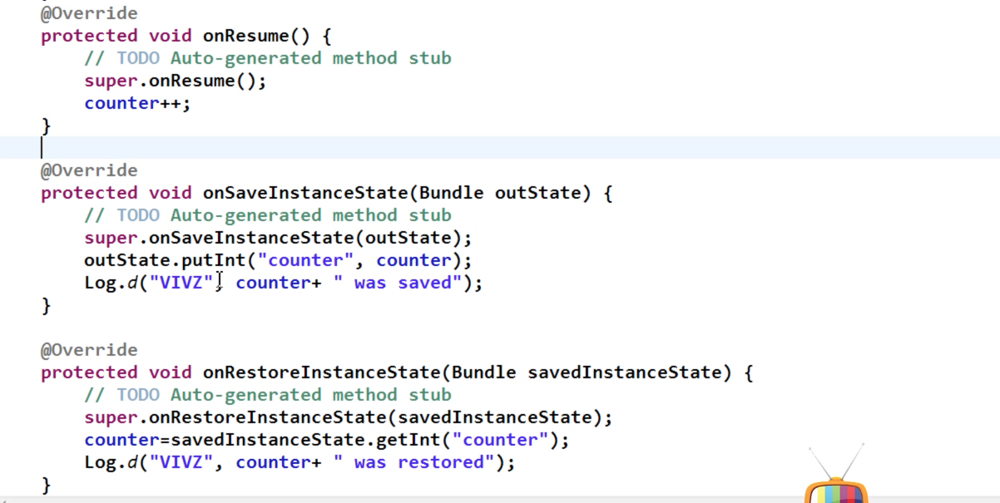 @Override
protected void onResume() {
    // TODO Auto-generated method stub
    super.onResume();
    counter++;
}
@Override
protected void onSaveInstanceState(Bundle outState) {
    // TODO Auto-generated method stub
    super.onSaveInstanceState(outState);
    outState.putInt("counter", counter);
    Log.d("VIVZ", counter+ " was saved");
}
@Override
protected void onRestoreInstanceState(Bundle savedInstanceState) {
    // TODO Auto-generated method stub
    super.onRestoreInstanceState(savedInstanceState);
    counter=savedInstanceState.getInt("counter");
    Log.d("VIVZ", counter+ " was restored");
}